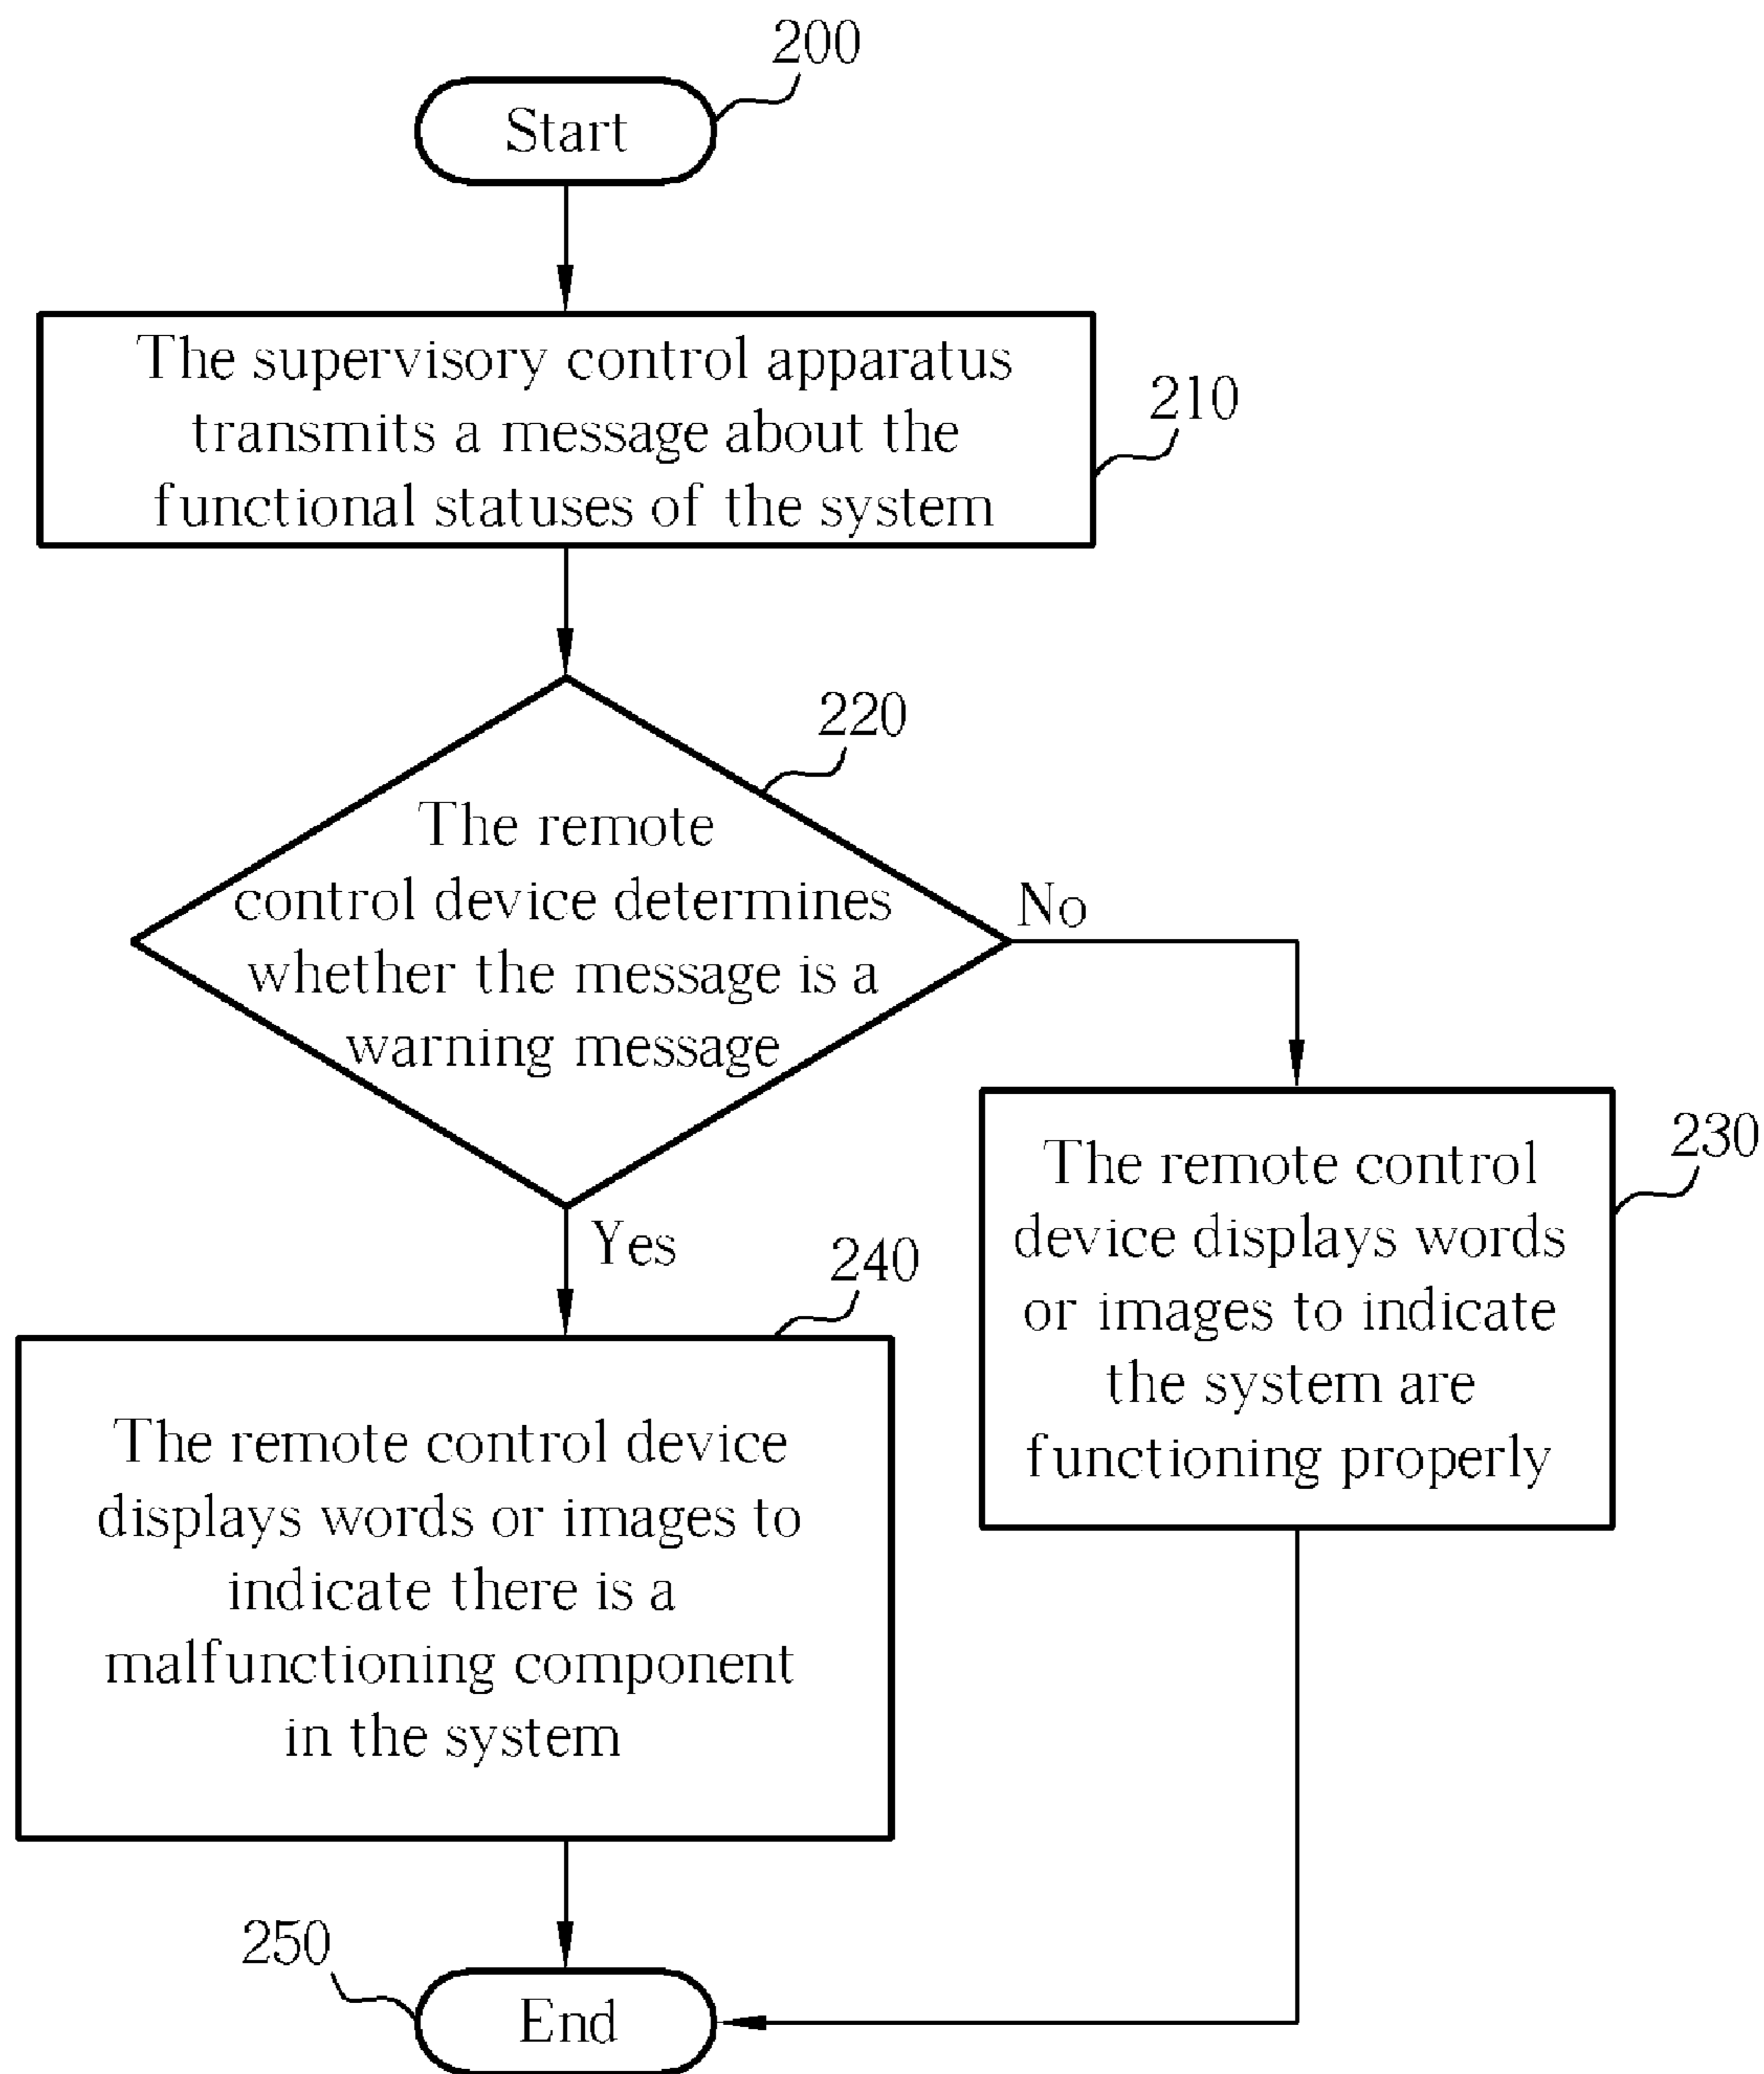 200
Start
The supervisory control apparatus
transmits a message about the
functional statuses of the system
210
220
The remote
control device determines
whether the message is a
warning message
No
Yes
230
The remote control
device displays words
or images to indicate
the system are
functioning properly
240
The remote control device
displays words or images to
indicate there is a
malfunctioning component
in the system
250
End